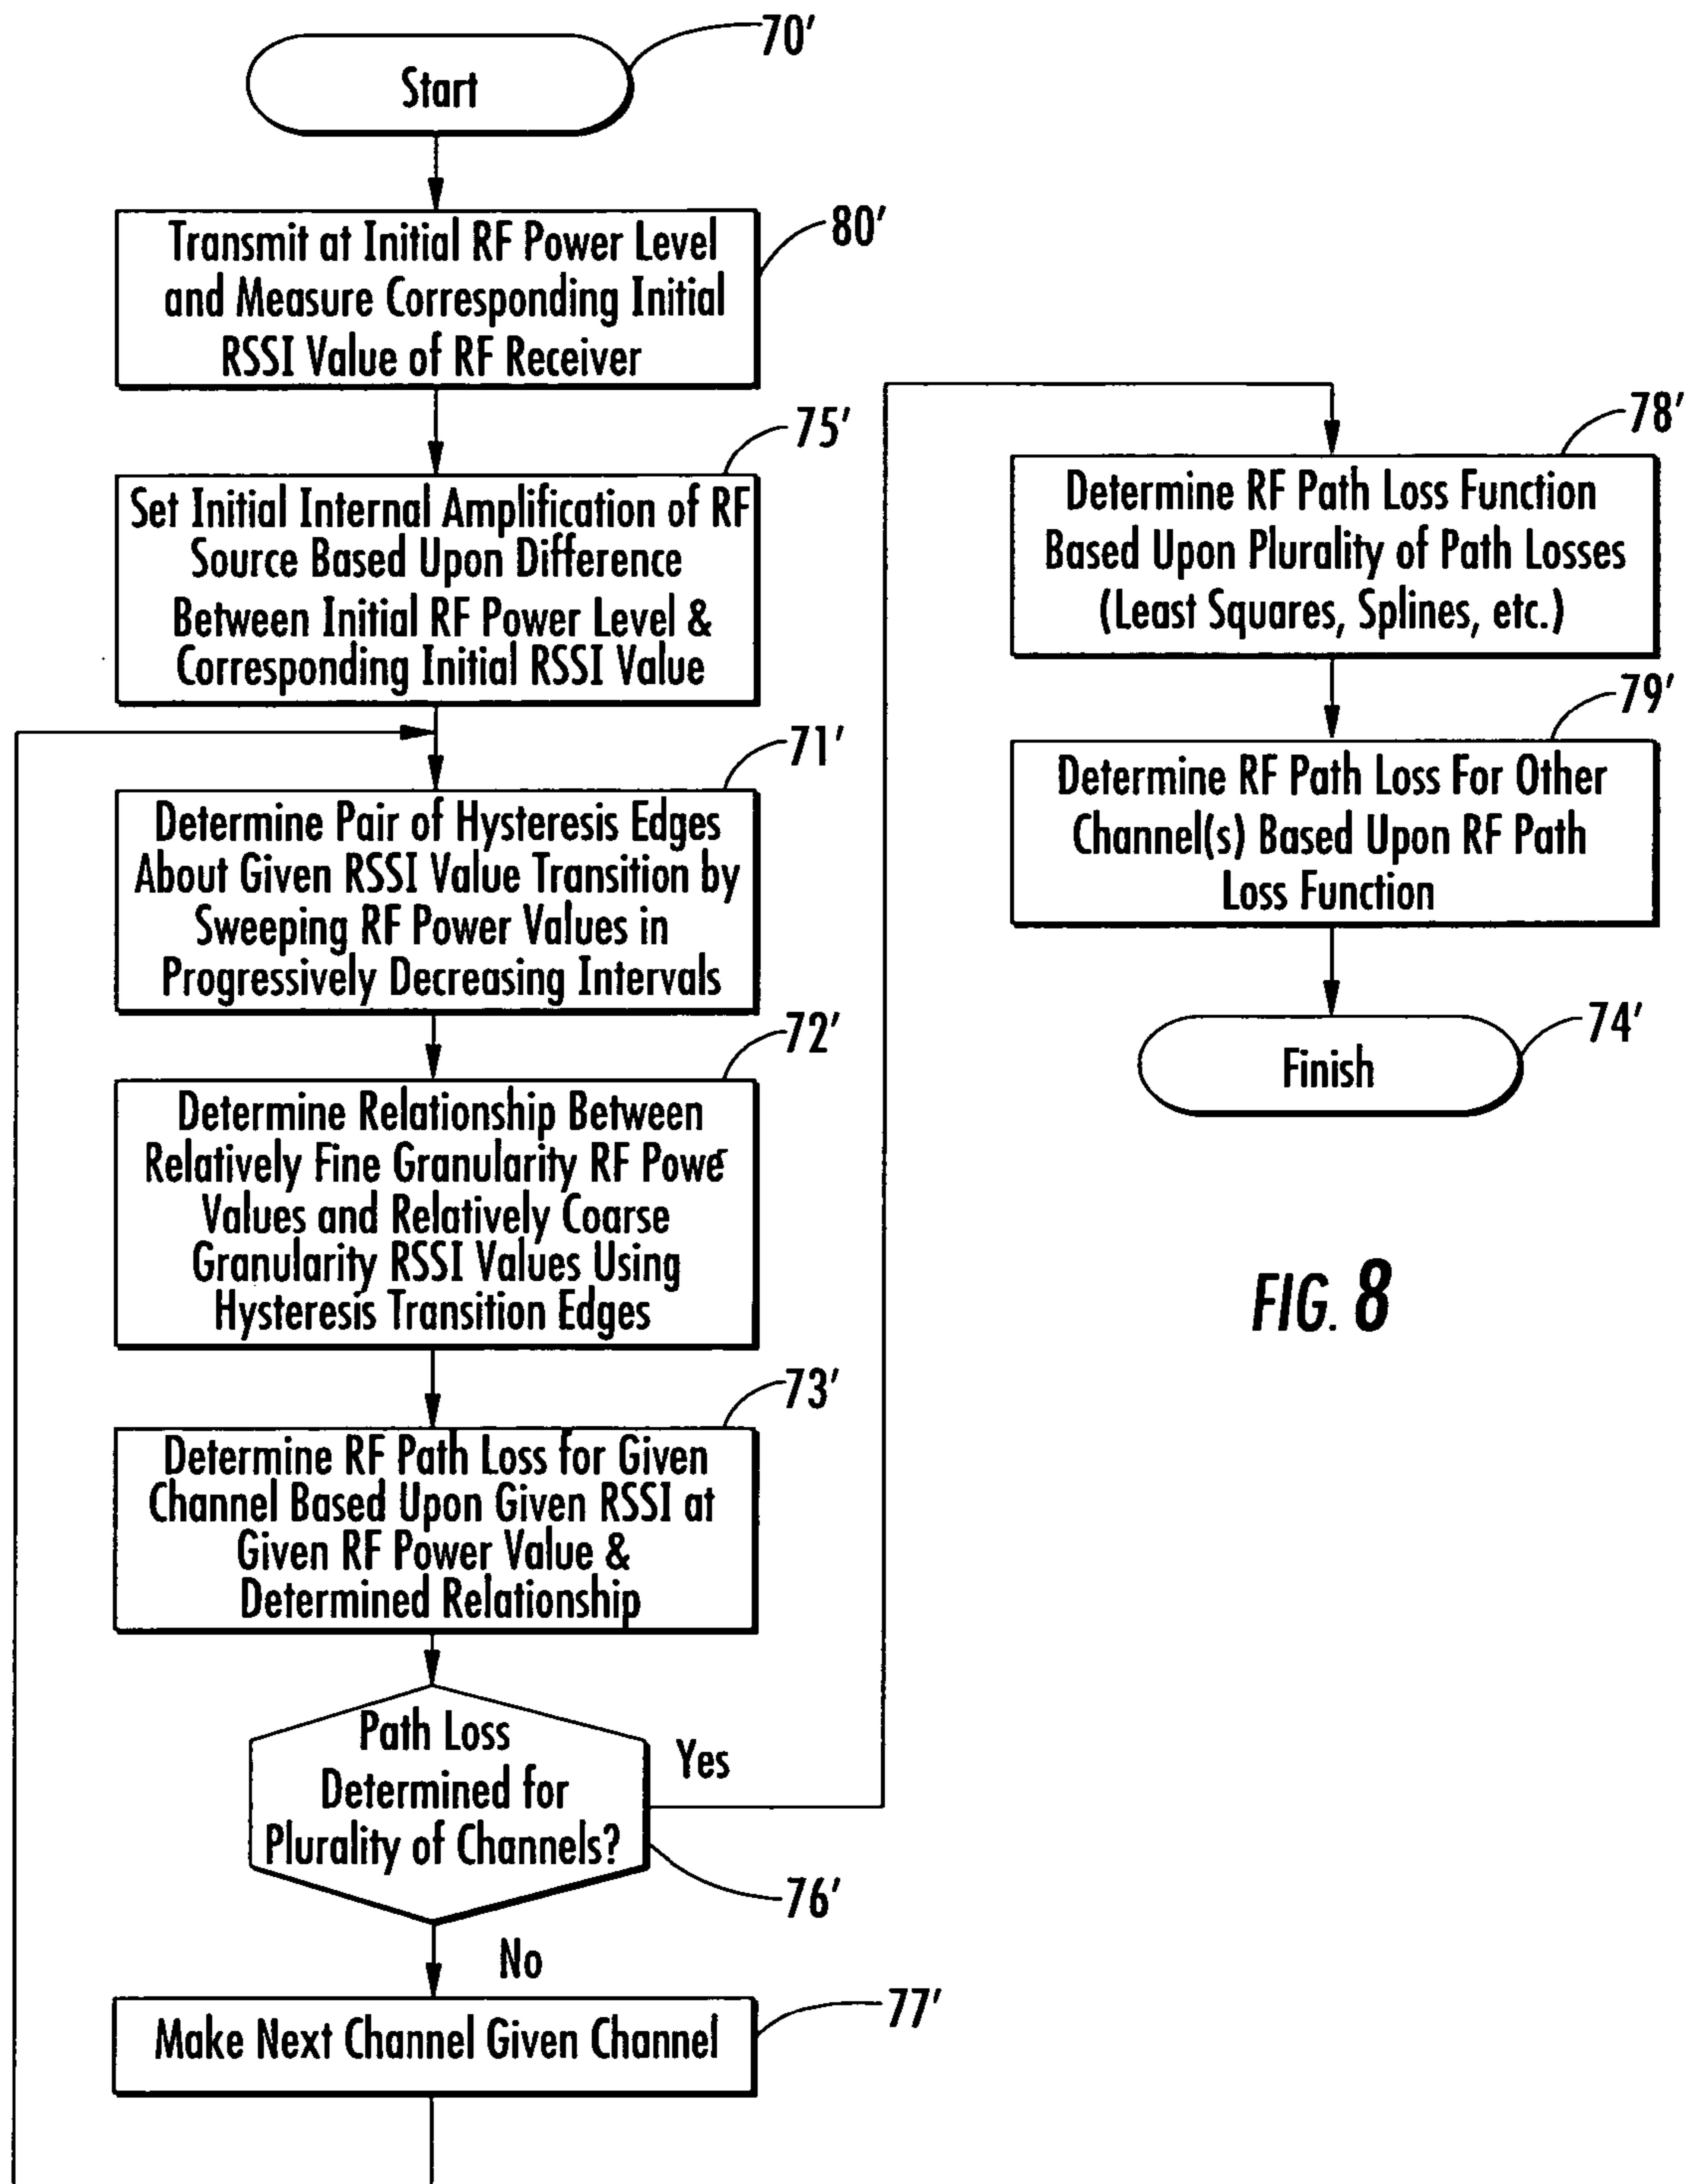 70'
Start
80'
Transmit at Initial RF Power Level
and Measure Corresponding Initial
RSSI Value of RF Receiver
75'
Set Initial Internal Amplification of RF
Source Based Upon Difference
Between Initial RF Power Level &
Corresponding Initial RSSI Value
71'
Determine Pair of Hysteresis Edges
About Given RSSI Value Transition by
Sweeping RF Power Values in
Progressively Decreasing Intervals
72'
Determine Relationship Between
Relatively Fine Granularity RF Power
Values and Relatively Coarse
Granularity RSSI Values Using
Hysteresis Transition Edges
73'
Determine RF Path Loss for Given
Channel Based Upon Given RSSI at
Given RF Power Value &
Determined Relationship
Path Loss
Determined for
Plurality of Channels?
Yes
76'
No
77'
Make Next Channel Given Channel
78'
Determine RF Path Loss Function
Based Upon Plurality of Path Losses
(Least Squares, Splines, etc.)
79'
Determine RF Path Loss For Other
Channel(s) Based Upon RF Path
Loss Function
74'
Finish
FIG. 8